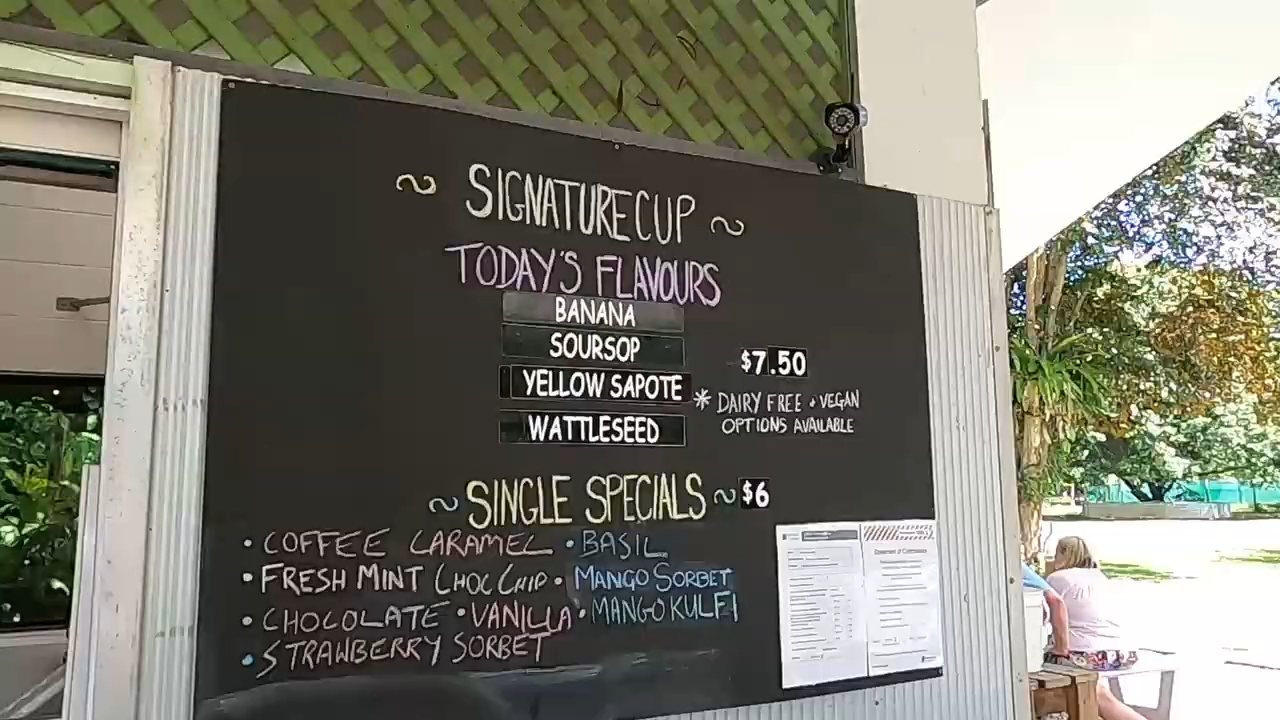 ~ SIGNATURE CUP ~
TODAY'S FLAVOURS
BANANA
SOURSOP
YELLOW SAPOTE
WATTLESEED
$7.50
* DAIRY FREE + VEGAN
OPTIONS AVAILABLE
~ SINGLE SPECIALS ~ $6
• COFFEE CARAMEL • BASIL
• FRESH MINT CHOC CHIP • MANGO SORBET
• CHOCOLATE • VANILLA • MANGO KULFI
• STRAWBERRY SORBET